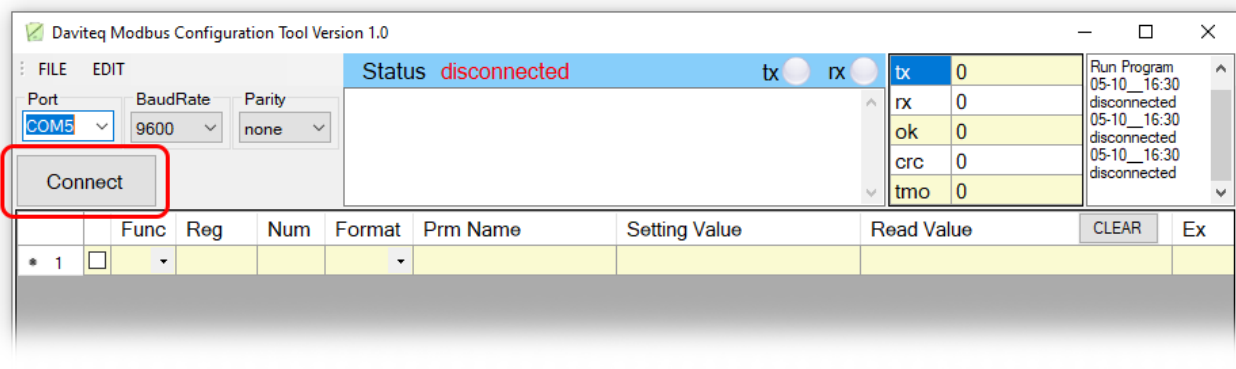 Daviteq Modbus Configuration Tool Version 1.0
FILE EDIT
Status disconnected tx rx
Port BaudRate Parity
COM5 9600 none
Connect
tx 0
rx 0
ok 0
crc 0
tmo 0
Run Program
05-10__16:30
disconnected
05-10__16:30
disconnected
05-10__16:30
disconnected
Func Reg Num Format Prm Name Setting Value Read Value CLEAR Ex
* 1